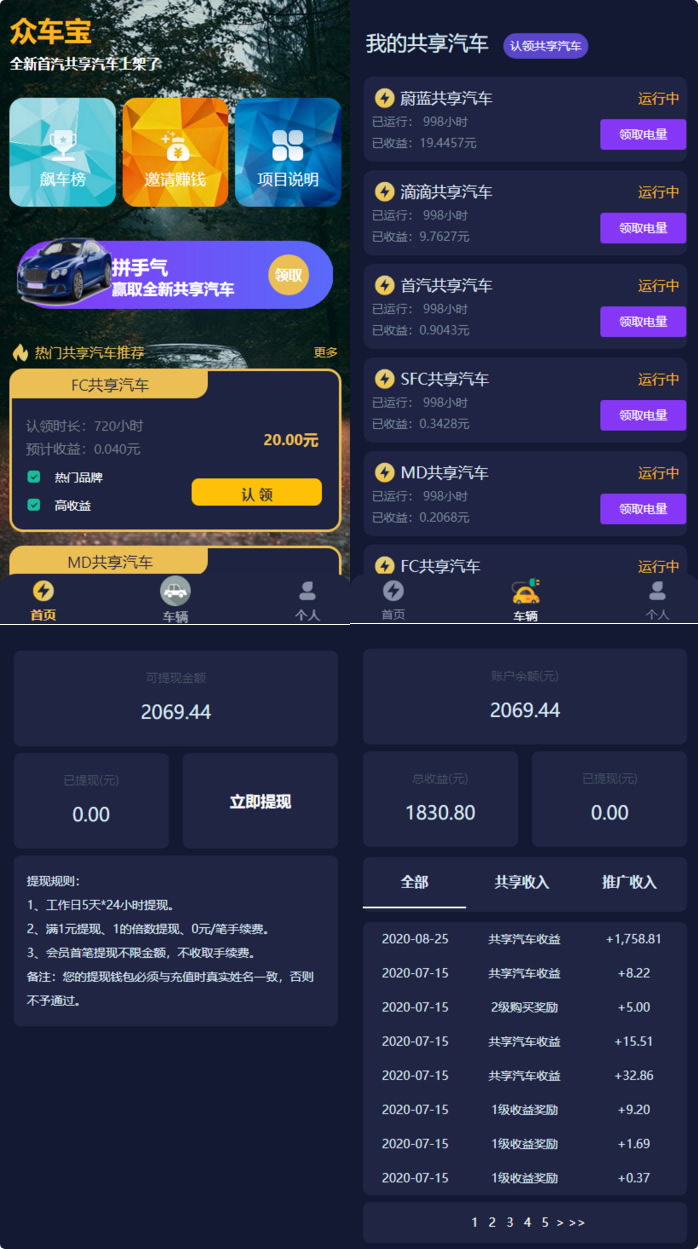 众车宝
全新首汽共享汽车上架了
飙车榜
邀请赚钱
项目说明
拼手气
赢取全新共享汽车
领取
热门共享汽车推荐
更多
FC共享汽车
认领时长：720小时
预计收益：0.040元
20.00元
热门品牌
高收益
认 领
MD共享汽车
首页
车辆
个人
我的共享汽车
认领共享汽车
蔚蓝共享汽车
运行中
已运行： 998小时
已收益：19.4457元
领取电量
滴滴共享汽车
运行中
已运行： 998小时
已收益：9.7627元
领取电量
首汽共享汽车
运行中
已运行： 998小时
已收益：0.9043元
领取电量
SFC共享汽车
运行中
已运行： 998小时
已收益：0.3428元
领取电量
MD共享汽车
运行中
已运行： 998小时
已收益：0.2068元
领取电量
FC共享汽车
运行中
首页
车辆
个人
可提现金额
2069.44
已提现(元)
0.00
立即提现
提现规则：
1、工作日5天*24小时提现。
2、满1元提现、1的倍数提现、0元/笔手续费。
3、会员首笔提现不限金额，不收取手续费。
备注：您的提现钱包必须与充值时真实姓名一致，否则
不予通过。
账户余额(元)
2069.44
总收益(元)
1830.80
已提现(元)
0.00
全部 共享收入 推广收入
2020-08-25 共享汽车收益 +1,758.81
2020-07-15 共享汽车收益 +8.22
2020-07-15 2级购买奖励 +5.00
2020-07-15 共享汽车收益 +15.51
2020-07-15 共享汽车收益 +32.86
2020-07-15 1级收益奖励 +9.20
2020-07-15 1级收益奖励 +1.69
2020-07-15 1级收益奖励 +0.37
1 2 3 4 5 > >>